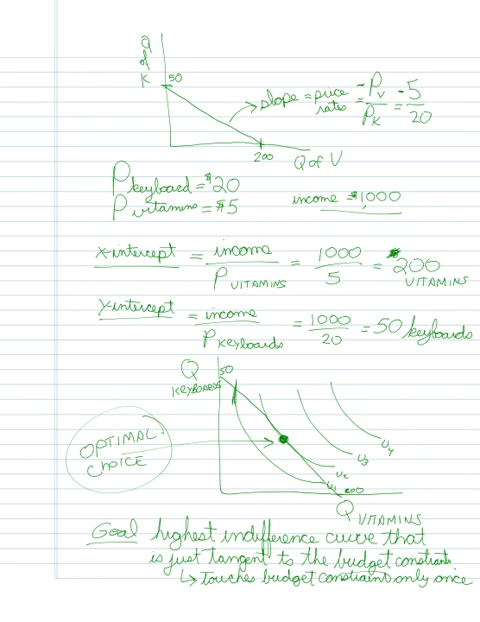 Q of K
50
slope = price ratio = -Pv/PK = -5/20
200
Q of V
P keyboard = $20
P vitamins = $5
income = $1,000
x-intercept = income / P VITAMINS = 1000/5 = 200 VITAMINS
y-intercept = income / P KEYBOARDS = 1000/20 = 50 keyboards
Q KEYBOARDS
50
OPTIMAL CHOICE
U4
U3
U2
U1
200
Q VITAMINS
Goal highest indifference curve that
is just tangent to the budget constraint
↳ touches budget constraint only once